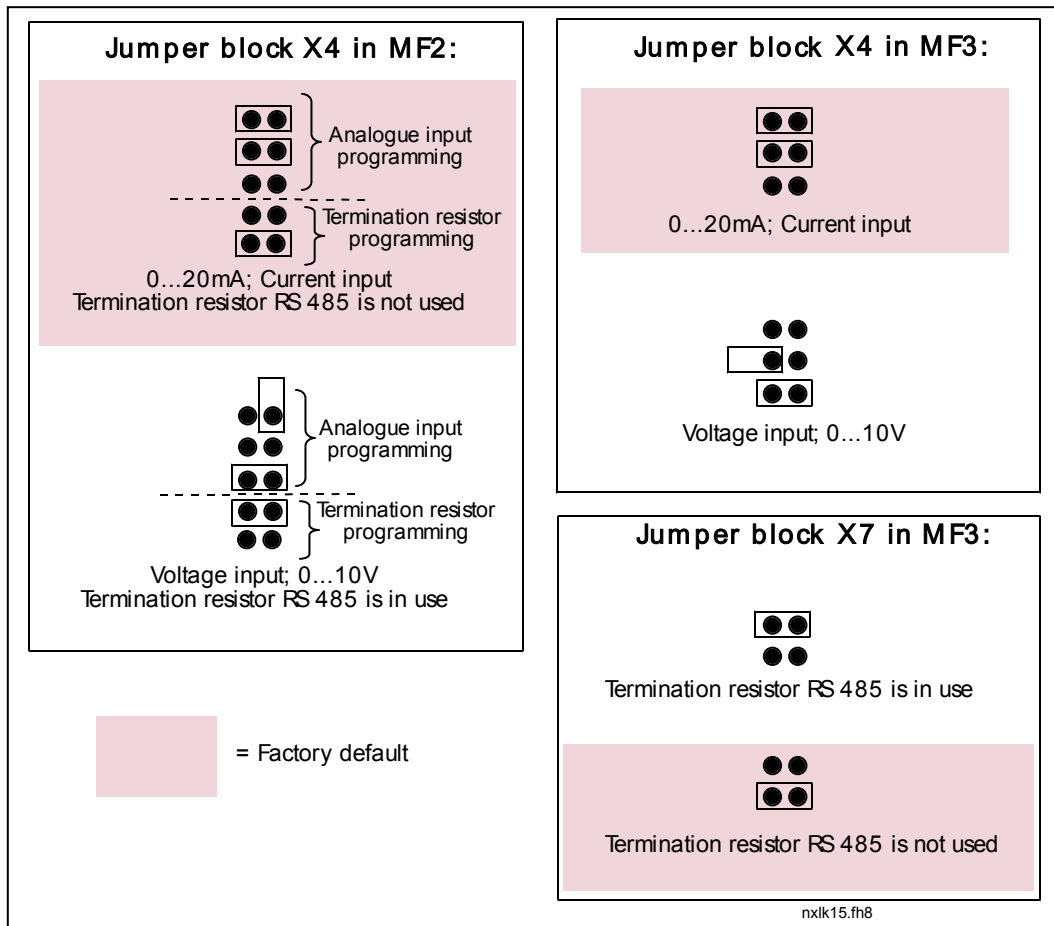 Jumper block X4 in MF2:
Analogue input
programming
Termination resistor
programming
0...20mA; Current input
Termination resistor RS 485 is not used
Analogue input
programming
Termination resistor
programming
Voltage input; 0...10V
Termination resistor RS 485 is in use
= Factory default
Jumper block X4 in MF3:
0...20mA; Current input
Voltage input; 0...10V
Jumper block X7 in MF3:
Termination resistor RS 485 is in use
Termination resistor RS 485 is not used
nxlk15.fh8